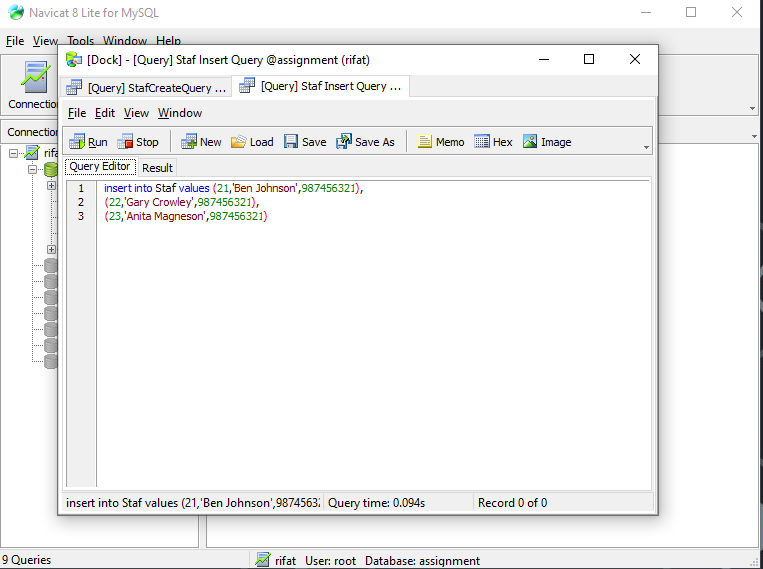 Navicat 8 Lite for MySQL
File View Tools Window Help
[Dock] - [Query] Staf Insert Query @assignment (rifat)
[Query] StafCreateQuery ... [Query] Staf Insert Query ...
File Edit View Window
Connection
Run Stop New Load Save Save As Memo Hex Image
Connection
Query Editor Result
1 insert into Staf values (21,'Ben Johnson',987456321),
2 (22,'Gary Crowley',987456321),
3 (23,'Anita Magneson',987456321)
insert into Staf values (21,'Ben Johnson',98745632 Query time: 0.094s Record 0 of 0
9 Queries rifat User: root Database: assignment